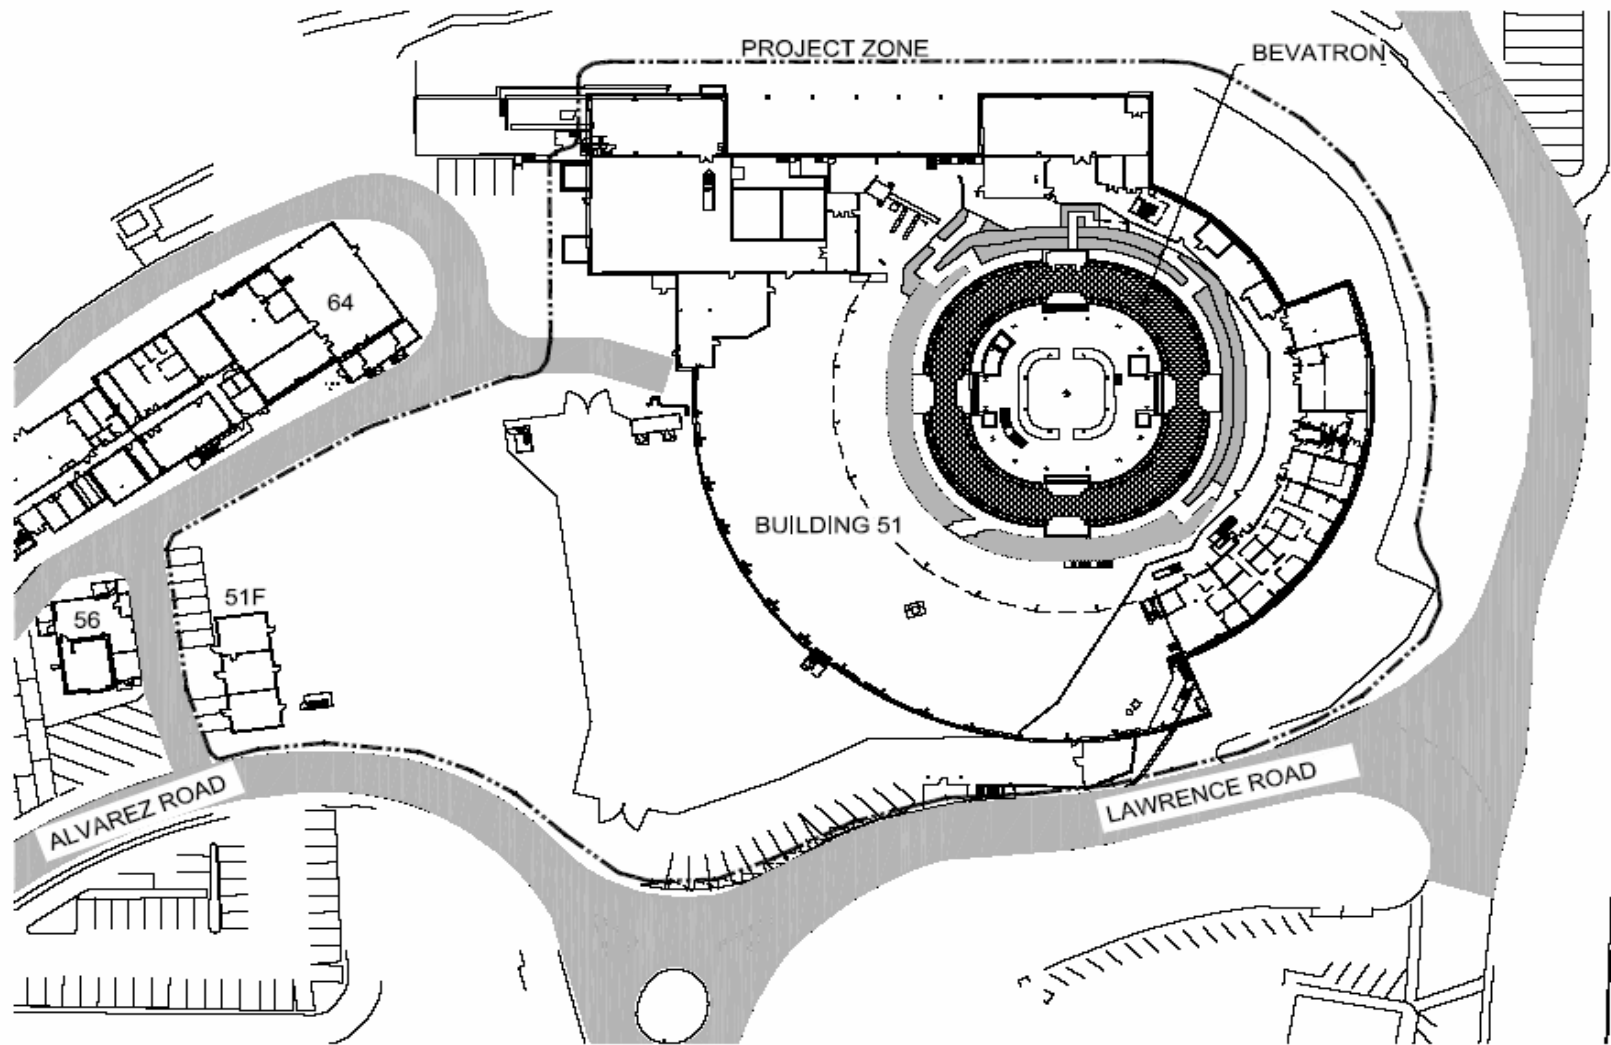 PROJECT ZONE
BEVATRON
64
BUILDING 51
51F
56
ALVAREZ ROAD
LAWRENCE ROAD